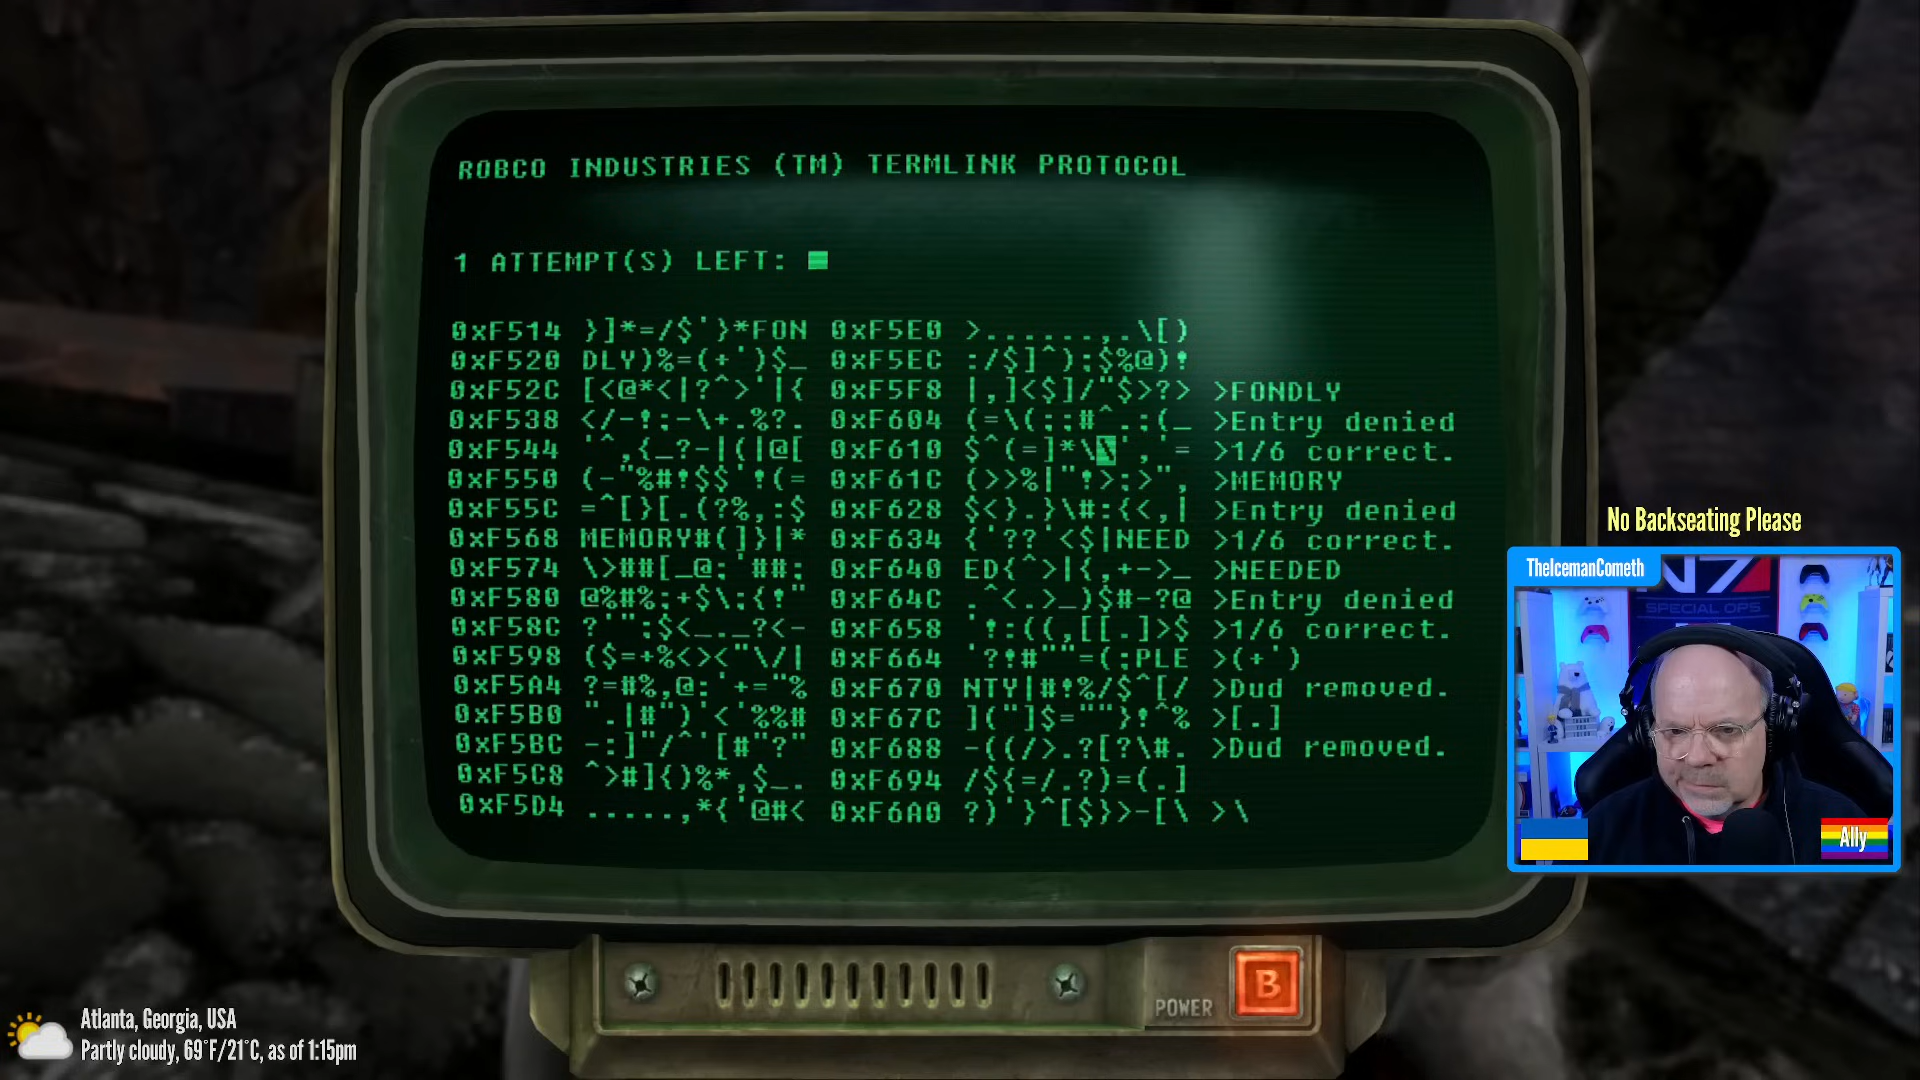 ROBCO INDUSTRIES (TM) TERMLINK PROTOCOL
1 ATTEMPT(S) LEFT:
0xF514 }]*=/$'}*FON 0xF5E0 >......,.\[)
0xF520 DLY)%=(+')$_ 0xF5EC :/$]^);$%@)!
0xF52C [<@*<|?^>'|{ 0xF5F8 |,]<$]/"$>?> >FONDLY
0xF538 </-!;-\+.%?. 0xF604 (=\(;:#^.;(_ >Entry denied
0xF544 '^,{_?-|(|@[ 0xF610 $^(=]*\\','= >1/6 correct.
0xF550 (-"%#!$$'!(= 0xF61C (>>%|"!>;>", >MEMORY
0xF55C =^[}[.(?%,:$ 0xF628 $<}.}\#:{<,| >Entry denied
0xF568 MEMORY#(]}|* 0xF634 {'??'<$|NEED >1/6 correct.
0xF574 \>##[_@;'##; 0xF640 ED{^>|{,+->_ >NEEDED
0xF580 @%#%;+$\;{!" 0xF64C .^<.>_)$#-?@ >Entry denied
0xF58C ?'";$<_._?<- 0xF658 '!:((,[[.]>$ >1/6 correct.
0xF598 ($=+%<><"\/| 0xF664 '?!#""=(;PLE >(+')
0xF5A4 ?=#%,@:'+="% 0xF670 NTY|#!%/$^[/ >Dud removed.
0xF5B0 ".|#")'<'%%# 0xF67C ]("]$=""}!^% >[.]
0xF5BC -:]"/^'[#"?" 0xF688 -((/>.?[?\#. >Dud removed.
0xF5C8 ^>#]{)%*,$_. 0xF694 /${=/.?)=(.]
0xF5D4 .....,*{'@#< 0xF6A0 ?)'}^[$}>-[\ >\
No Backseating Please
TheIcemanCometh
N7
SPECIAL OPS
Ally
POWER
B
Atlanta, Georgia, USA
Partly cloudy, 69°F/21°C, as of 1:15pm